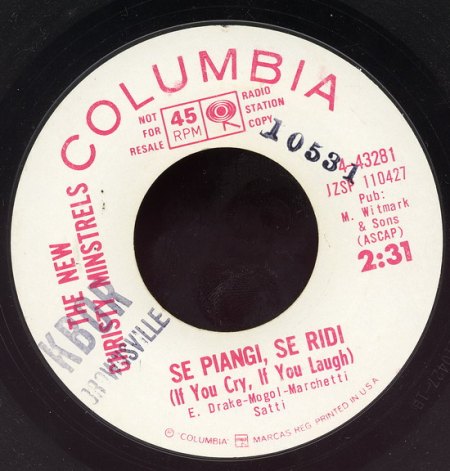 COLUMBIA
NOT
FOR
RESALE
45
RPM
RADIO
STATION
COPY
10531
4-43281
JZSP 110427
Pub:
M. Witmark
& Sons
(ASCAP)
2:31
THE NEW
CHRISTY MINSTRELS
KBOR
BROWNSVILLE
SE PIANGI, SE RIDI
(If You Cry, If You Laugh)
E. Drake-Mogol-Marchetti
Satti
© "COLUMBIA" MARCAS REG. PRINTED IN U.S.A.